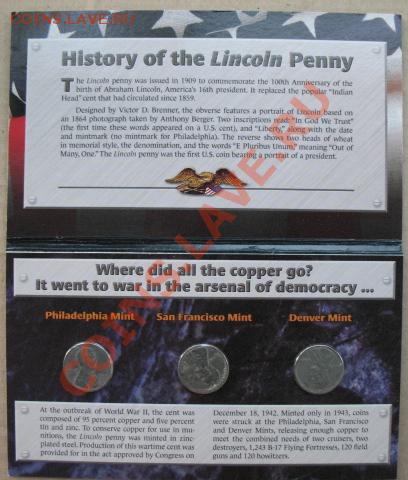 COINS.LAVE.RU
History of the Lincoln Penny
The Lincoln penny was issued in 1909 to commemorate the 100th Anniversary of the
birth of Abraham Lincoln, America's 16th president. It replaced the popular "Indian
Head" cent that had circulated since 1859.
Designed by Victor D. Brenner, the obverse features a portrait of Lincoln based on
an 1864 photograph taken by Anthony Berger. Two inscriptions read: "In God We Trust"
(the first time these words appeared on a U.S. cent), and "Liberty," along with the date
and mintmark (no mintmark for Philadelphia). The reverse shows two heads of wheat
in memorial style, the denomination, and the words "E Pluribus Unum," meaning "Out of
Many, One." The Lincoln penny was the first U.S. coin bearing a portrait of a president.
Where did all the copper go?
It went to war in the arsenal of democracy ...
Philadelphia Mint San Francisco Mint Denver Mint
At the outbreak of World War II, the cent was
composed of 95 percent copper and five percent
tin and zinc. To conserve copper for use in mu-
nitions, the Lincoln penny was minted in zinc-
plated steel. Production of this wartime cent was
provided for in the act approved by Congress on
December 18, 1942. Minted only in 1943, coins
were struck at the Philadelphia, San Francisco
and Denver Mints, releasing enough copper to
meet the combined needs of two cruisers, two
destroyers, 1,243 B-17 Flying Fortresses, 120 field
guns and 120 howitzers.
COINS.LAVE.RU